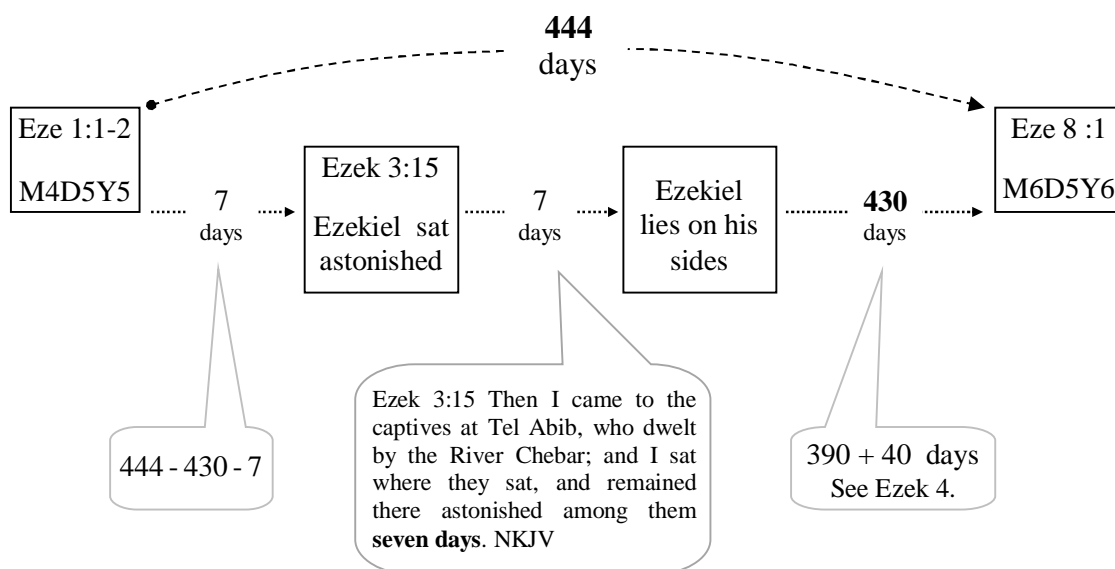 444
days
Eze 1:1-2
M4D5Y5
7
days
Ezek 3:15
Ezekiel sat
astonished
7
days
Ezekiel
lies on his
sides
430
days
Eze 8 :1
M6D5Y6
444 - 430 - 7
Ezek 3:15 Then I came to the
captives at Tel Abib, who dwelt
by the River Chebar; and I sat
where they sat, and remained
there astonished among them
seven days. NKJV
390 + 40 days
See Ezek 4.